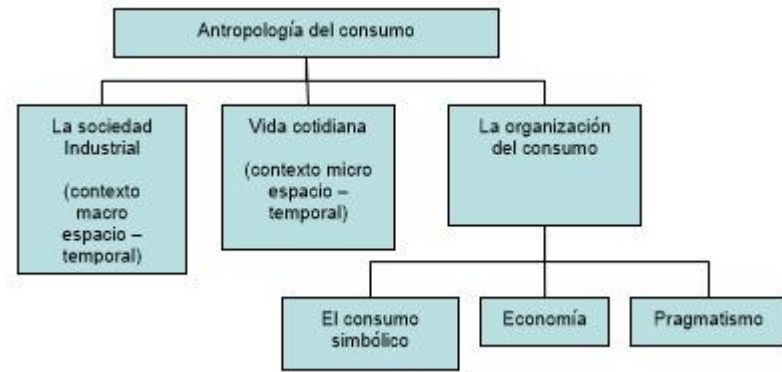 Antropología del consumo
La sociedad
Industrial
(contexto
macro
espacio –
temporal)
Vida cotidiana
(contexto micro
espacio –
temporal)
La organización
del consumo
El consumo
simbólico
Economía
Pragmatismo